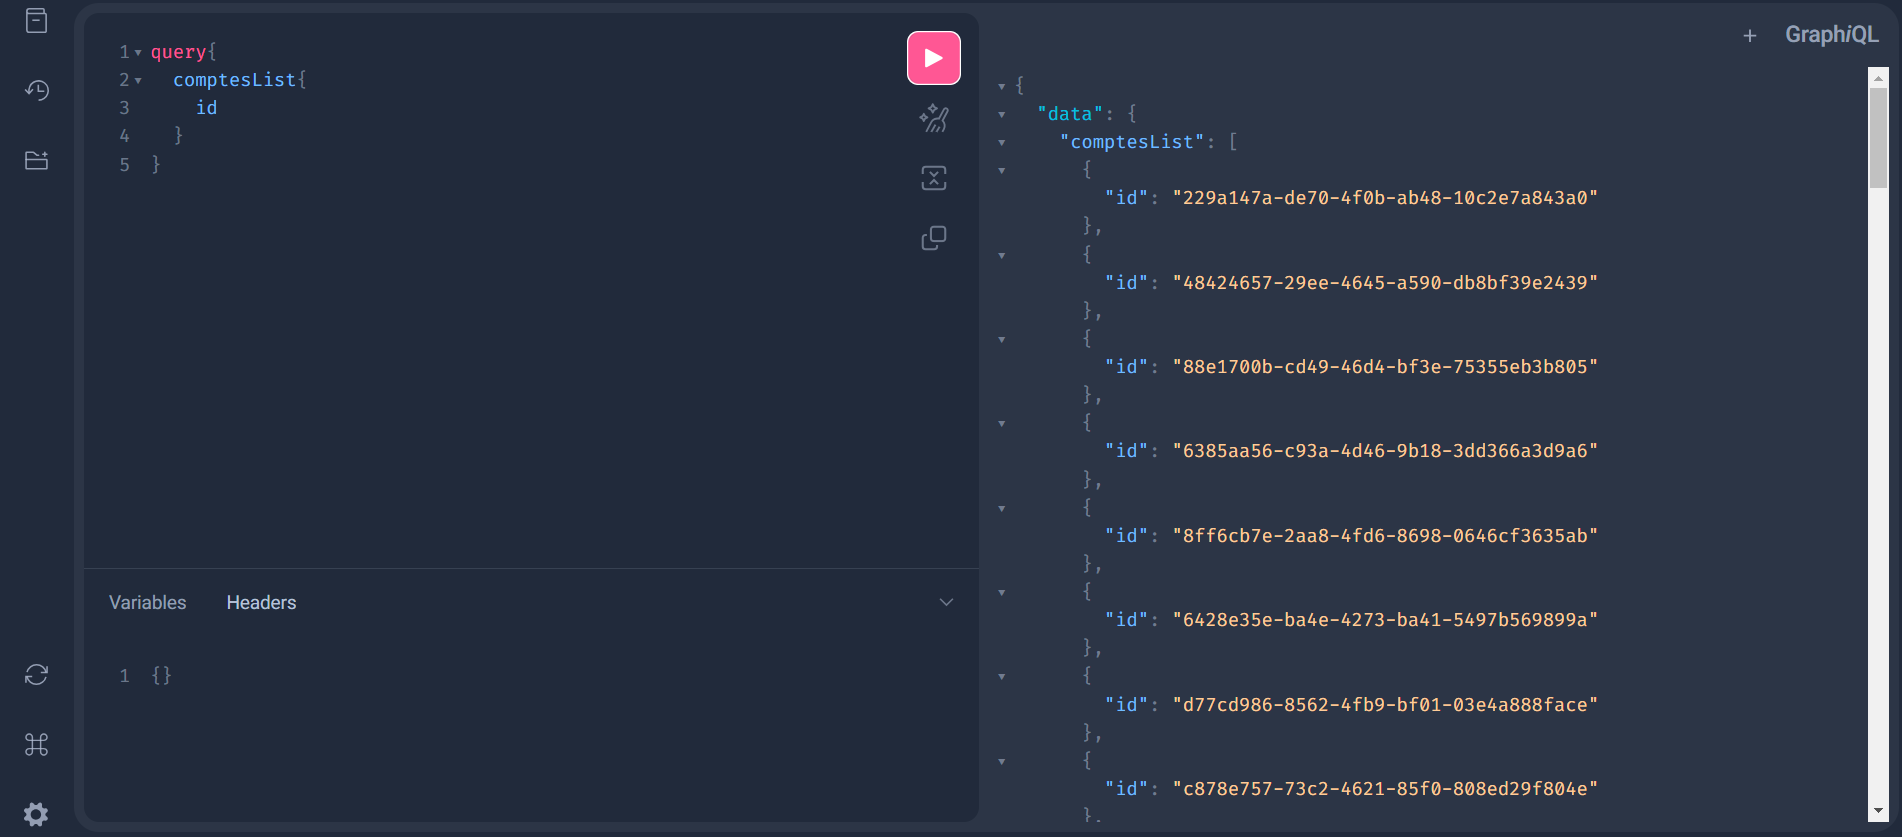 1 query{
2 comptesList{
3 id
4 }
5 }
Variables Headers
1 {}
+ GraphiQL
{
"data": {
"comptesList": [
{
"id": "229a147a-de70-4f0b-ab48-10c2e7a843a0"
},
{
"id": "48424657-29ee-4645-a590-db8bf39e2439"
},
{
"id": "88e1700b-cd49-46d4-bf3e-75355eb3b805"
},
{
"id": "6385aa56-c93a-4d46-9b18-3dd366a3d9a6"
},
{
"id": "8ff6cb7e-2aa8-4fd6-8698-0646cf3635ab"
},
{
"id": "6428e35e-ba4e-4273-ba41-5497b569899a"
},
{
"id": "d77cd986-8562-4fb9-bf01-03e4a888face"
},
{
"id": "c878e757-73c2-4621-85f0-808ed29f804e"
},